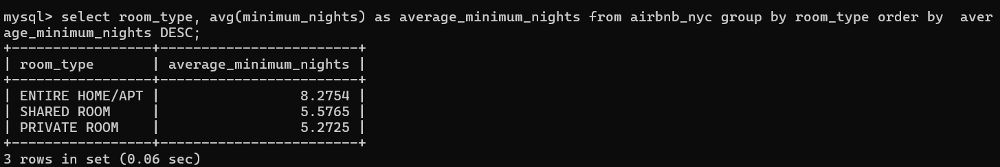 mysql> select room_type, avg(minimum_nights) as average_minimum_nights from airbnb_nyc group by room_type order by  aver
age_minimum_nights DESC;
+-----------------+------------------------+
| room_type       | average_minimum_nights |
+-----------------+------------------------+
| ENTIRE HOME/APT |                 8.2754 |
| SHARED ROOM     |                 5.5765 |
| PRIVATE ROOM    |                 5.2725 |
+-----------------+------------------------+
3 rows in set (0.06 sec)